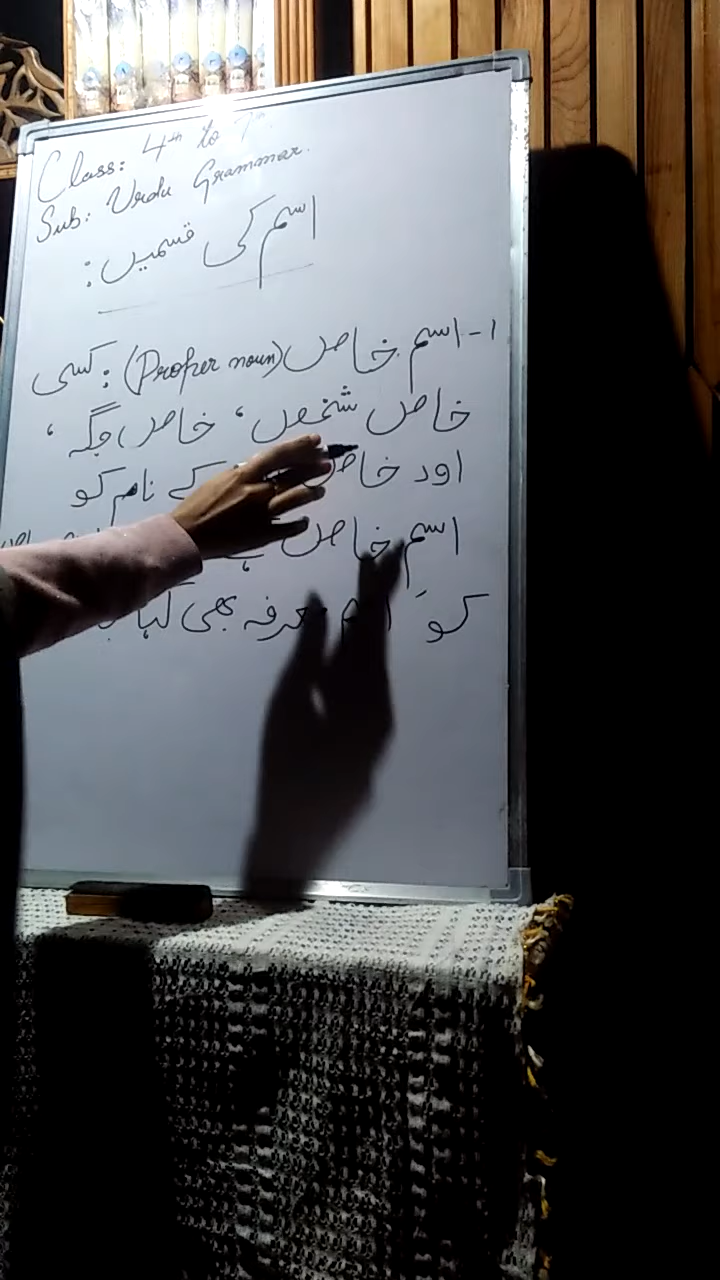 Class: 4th to 7th
Sub: Urdu Grammar.
اسم کی قسمیں:
۱- اسم خاص (Proper noun): کسی
خاص شخص، خاص جگہ،
اور خاص کے نام کو
اسم خاص
کو معرفہ بھی کہا